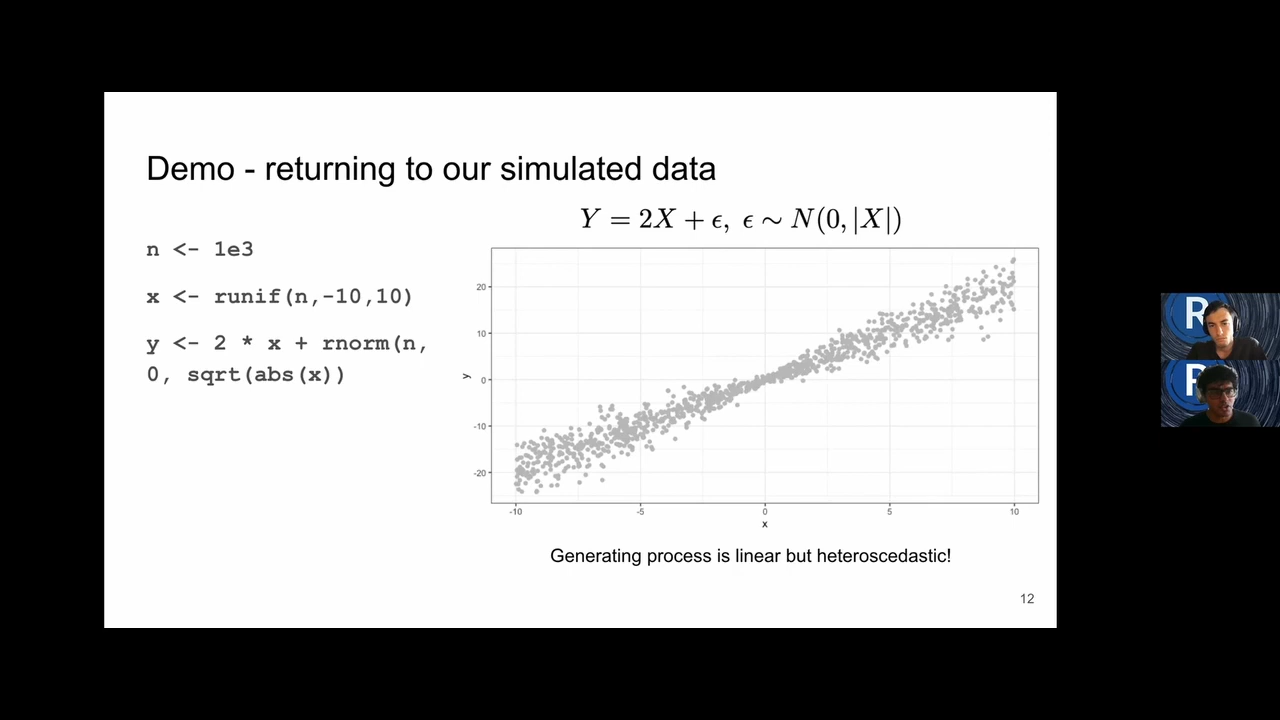 Demo - returning to our simulated data
n <- 1e3
x <- runif(n,-10,10)
y <- 2 * x + rnorm(n,
0, sqrt(abs(x))
Y = 2X + ϵ, ϵ ∼ N(0, |X|)
20
10
0
-10
-20
y
-10 -5 0 5 10
x
Generating process is linear but heteroscedastic!
12
R
R